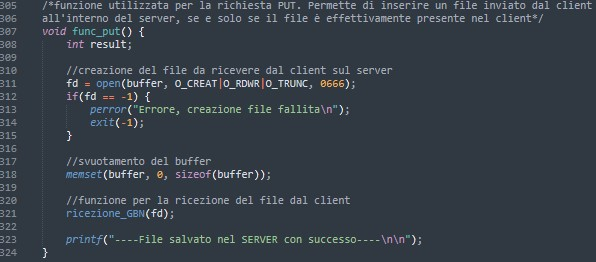 305 /*funzione utilizzata per la richiesta PUT. Permette di inserire un file inviato dal client
306 all'interno del server, se e solo se il file è effettivamente presente nel client*/
307 void func_put() {
308     int result;
309
310     //creazione del file da ricevere dal client sul server
311     fd = open(buffer, O_CREAT|O_RDWR|O_TRUNC, 0666);
312     if(fd == -1) {
313         perror("Errore, creazione file fallita\n");
314         exit(-1);
315     }
316
317     //svuotamento del buffer
318     memset(buffer, 0, sizeof(buffer));
319
320     //funzione per la ricezione del file dal client
321     ricezione_GBN(fd);
322
323     printf("----File salvato nel SERVER con successo----\n\n");
324 }